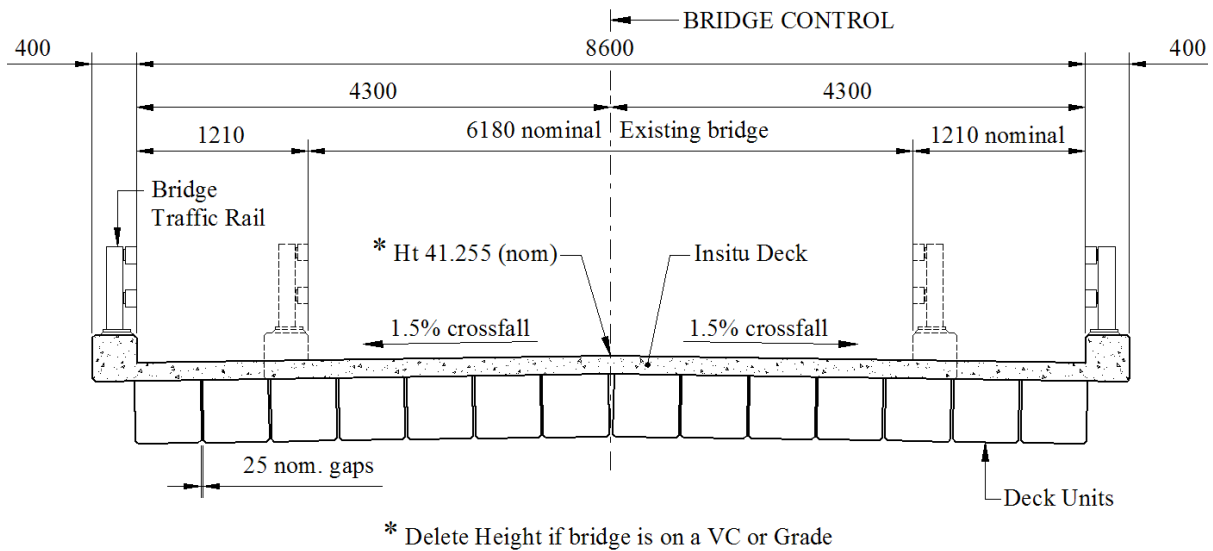 BRIDGE CONTROL
400
8600
400
4300
4300
6180 nominal Existing bridge
1210
1210 nominal
Bridge
Traffic Rail
* Ht 41.255 (nom)
Insitu Deck
1.5% crossfall
1.5% crossfall
25 nom. gaps
Deck Units
* Delete Height if bridge is on a VC or Grade